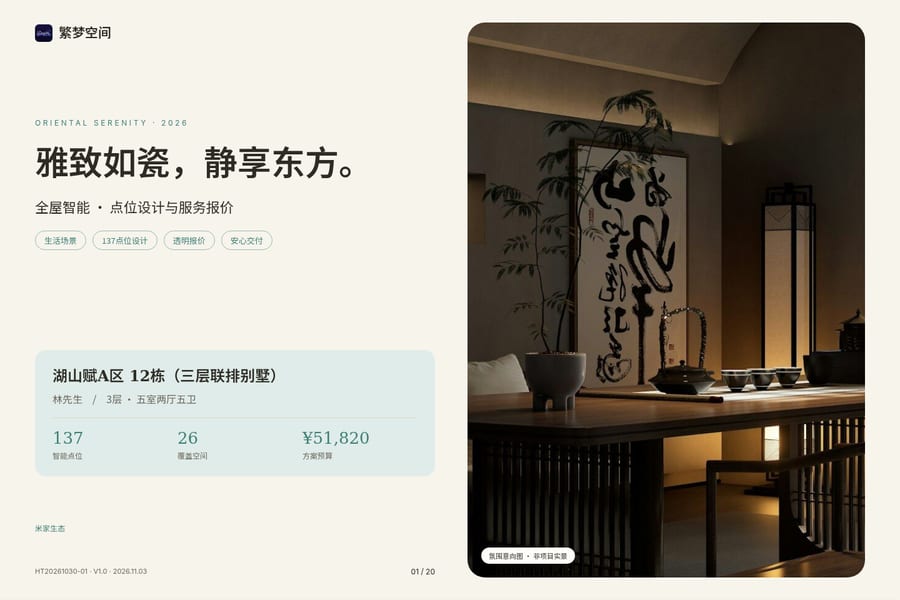 繁梦空间
ORIENTAL SERENITY · 2026
雅致如瓷，静享东方。
全屋智能 · 点位设计与服务报价
生活场景 137点位设计 透明报价 安心交付
湖山赋A区 12栋（三层联排别墅）
林先生 / 3层 · 五室两厅五卫
137 26 ¥51,820
智能点位 覆盖空间 方案预算
米家生态
HT20261030-01 · V1.0 · 2026.11.03
01 / 20
氛围意向图 · 非项目实景